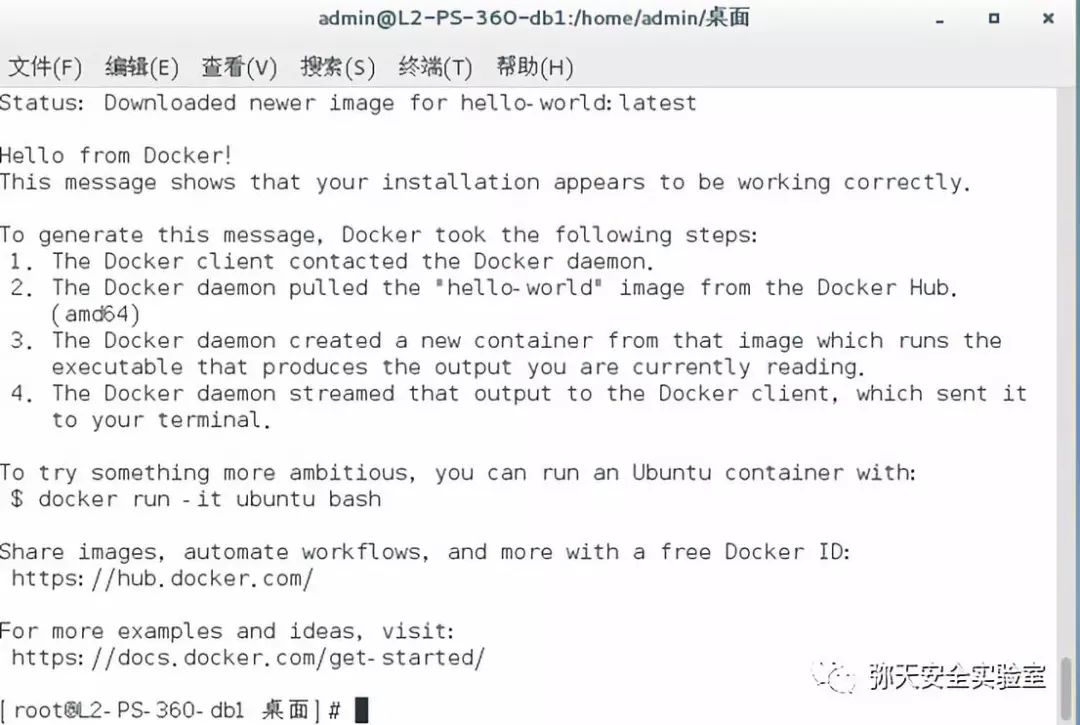 admin@L2-PS-360-db1:/home/admin/桌面
文件(F) 编辑(E) 查看(V) 搜索(S) 终端(T) 帮助(H)
Status: Downloaded newer image for hello-world:latest
Hello from Docker!
This message shows that your installation appears to be working correctly.
To generate this message, Docker took the following steps:
1. The Docker client contacted the Docker daemon.
2. The Docker daemon pulled the "hello-world" image from the Docker Hub.
(amd64)
3. The Docker daemon created a new container from that image which runs the
executable that produces the output you are currently reading.
4. The Docker daemon streamed that output to the Docker client, which sent it
to your terminal.
To try something more ambitious, you can run an Ubuntu container with:
$ docker run -it ubuntu bash
Share images, automate workflows, and more with a free Docker ID:
https://hub.docker.com/
For more examples and ideas, visit:
https://docs.docker.com/get-started/
[root@L2-PS-360-db1 桌面]#
弥天安全实验室